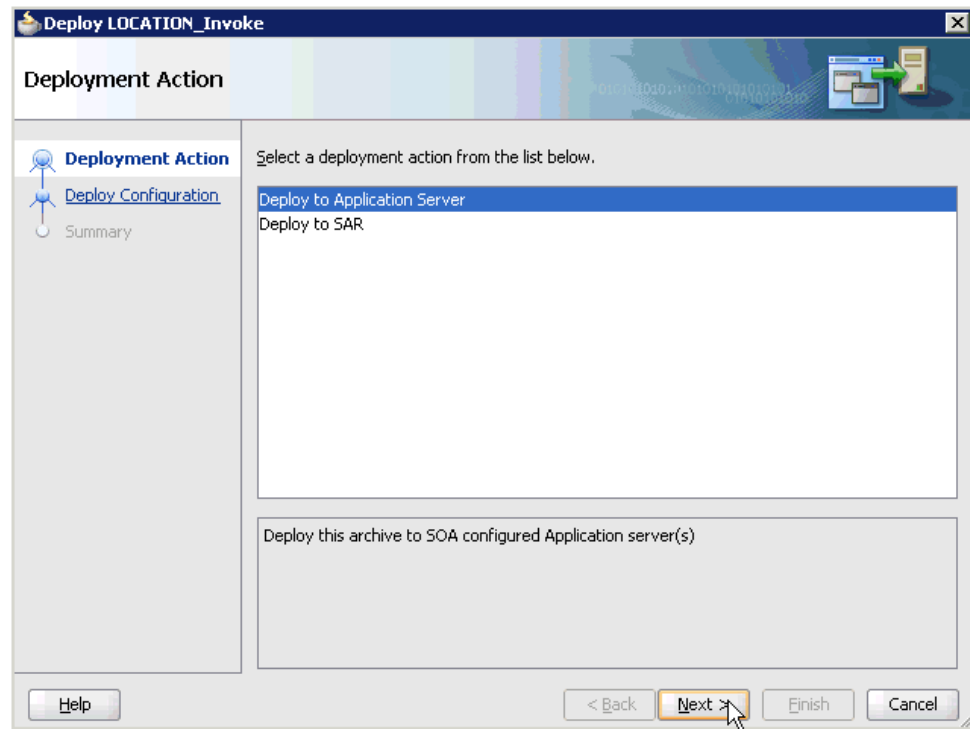 Deploy LOCATION_Invoke
Deployment Action
Deployment Action
Deploy Configuration
Summary
Select a deployment action from the list below.
Deploy to Application Server
Deploy to SAR
Deploy this archive to SOA configured Application server(s)
Help
< Back
Next >
Finish
Cancel